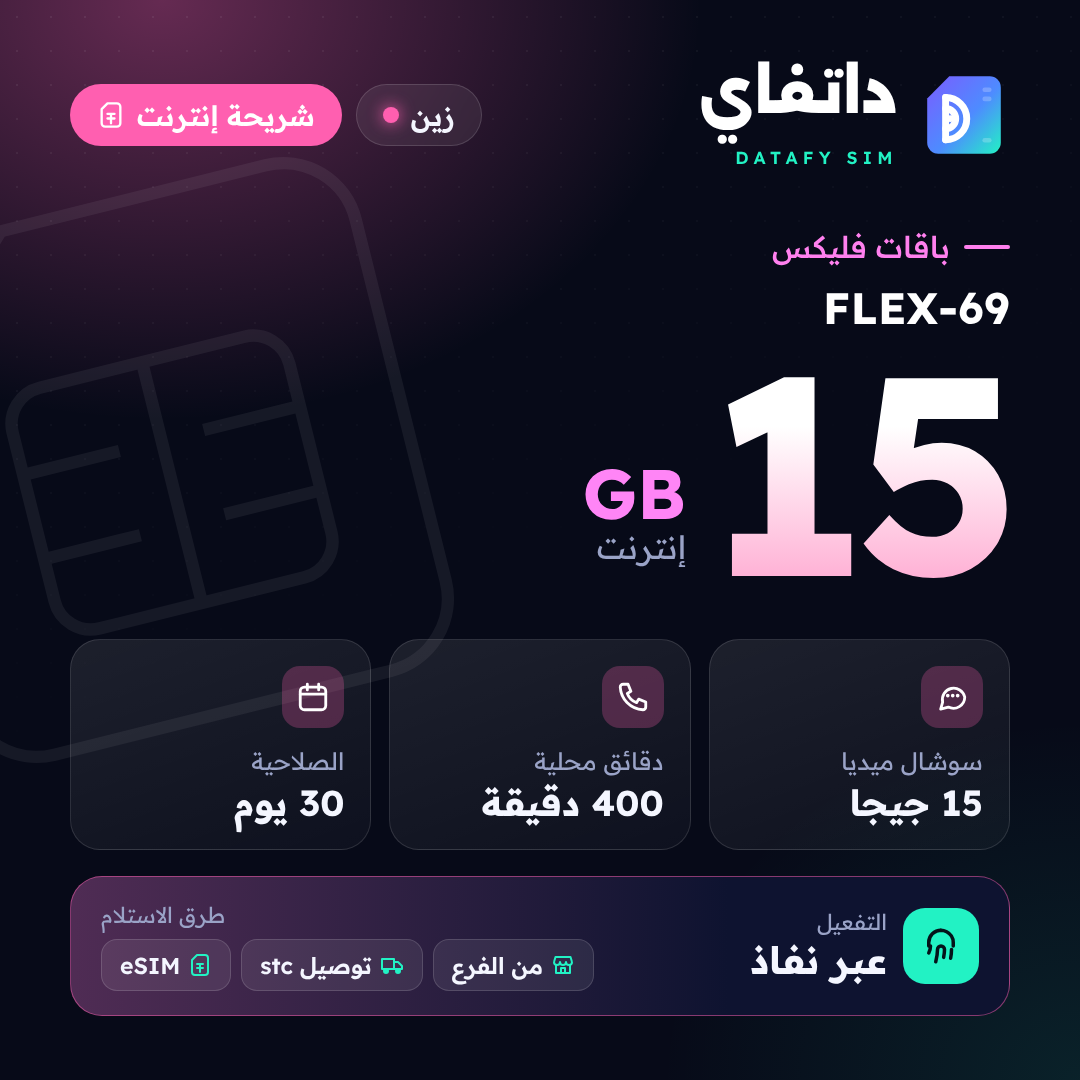 داتفاي
DATAFY SIM
زين
شريحة إنترنت
باقات فليكس
FLEX-69
15
GB
إنترنت
سوشال ميديا
15 جيجا
دقائق محلية
400 دقيقة
الصلاحية
30 يوم
التفعيل
عبر نفاذ
طرق الاستلام
من الفرع
توصيل stc
eSIM